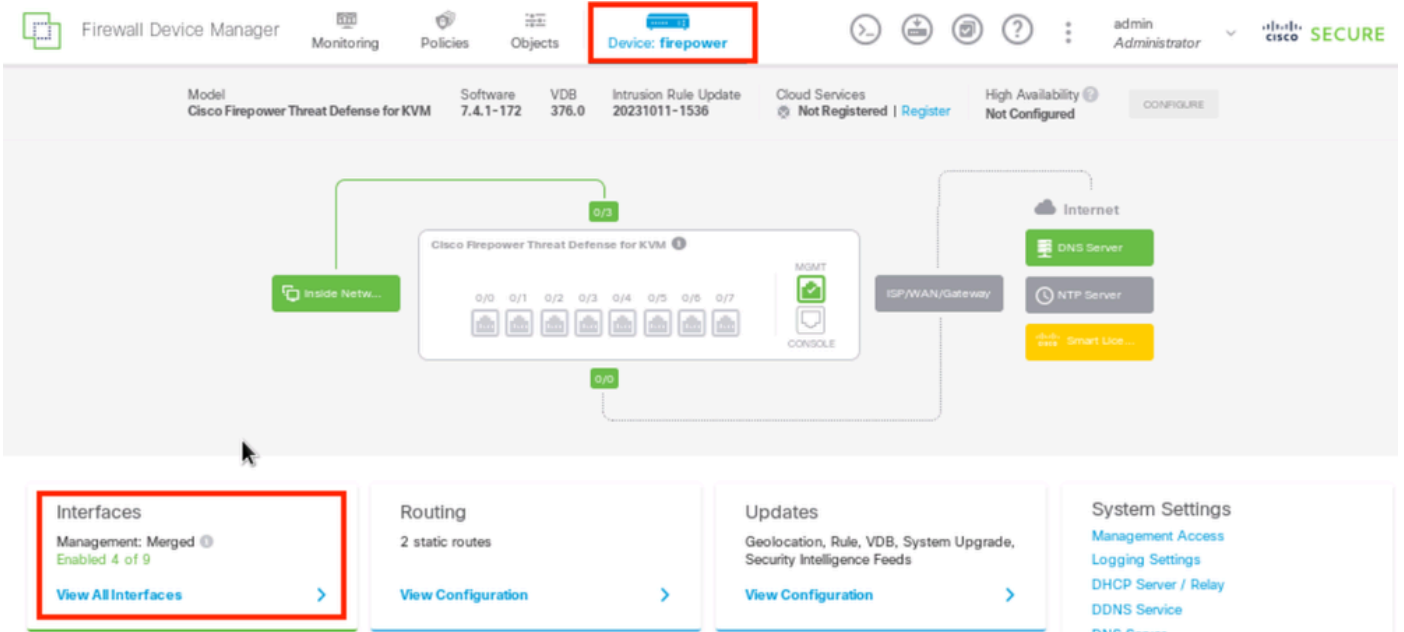 Firewall Device Manager
Monitoring
Policies
Objects
Device: firepower
admin
Administrator
cisco SECURE
Model
Cisco Firepower Threat Defense for KVM
Software
7.4.1-172
VDB
376.0
Intrusion Rule Update
20231011-1536
Cloud Services
Not Registered | Register
High Availability
Not Configured
CONFIGURE
0/3
Internet
Cisco Firepower Threat Defense for KVM
DNS Server
MGMT
Inside Netw...
0/0 0/1 0/2 0/3 0/4 0/5 0/6 0/7
ISP/WAN/Gateway
NTP Server
CONSOLE
Smart Lice...
0/0
Interfaces
Management: Merged
Enabled 4 of 9
View All Interfaces
Routing
2 static routes
View Configuration
Updates
Geolocation, Rule, VDB, System Upgrade,
Security Intelligence Feeds
View Configuration
System Settings
Management Access
Logging Settings
DHCP Server / Relay
DDNS Service